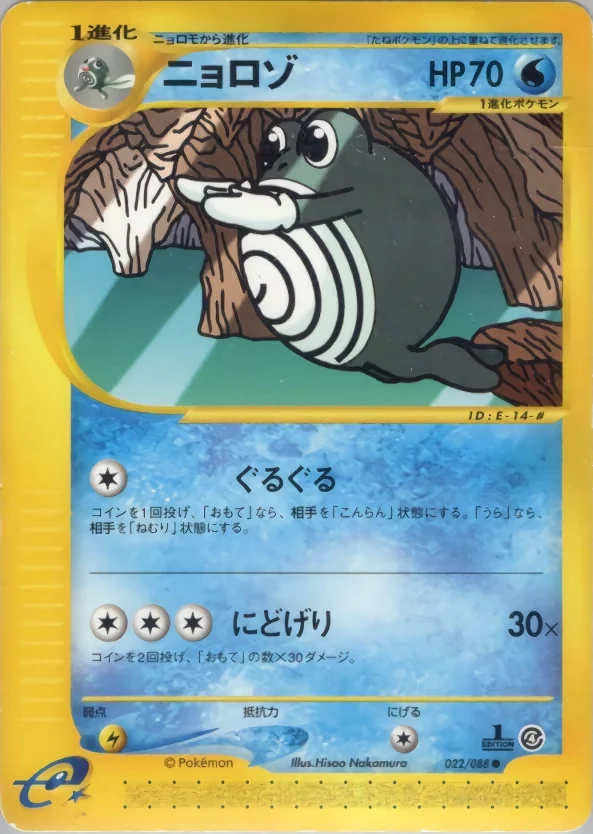 1進化
ニョロモから進化
「たねポケモン」の上に重ねて進化させます。
ニョロゾ
HP70
1進化ポケモン
ID:E-14-#
ぐるぐる
コインを1回投げ、「おもて」なら、相手を「こんらん」状態にする。「うら」なら、
相手を「ねむり」状態にする。
にどげり 30×
コインを2回投げ、「おもて」の数×30ダメージ。
弱点 抵抗力 にげる
1
EDITION
©Pokémon Illus.Hisao Nakamura 022/088 ●
e